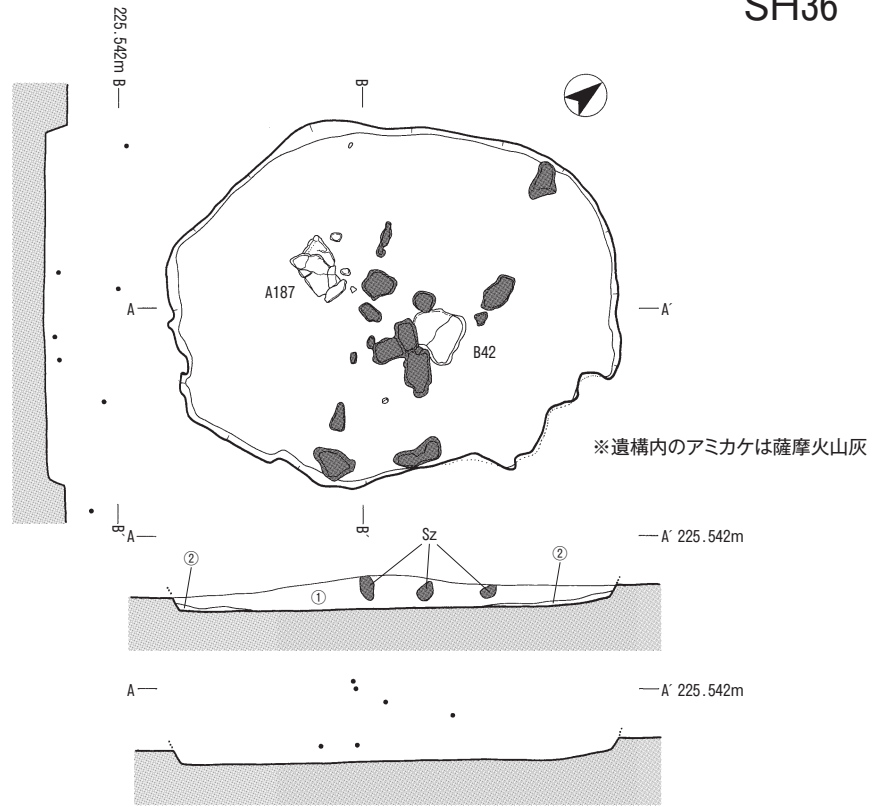 SH36
225.542m B
B
A187
A
A´
B42
※遺構内のアミカケは薩摩火山灰
B´
B´
A
Sz
A´ 225.542m
②
②
①
A
A´ 225.542m